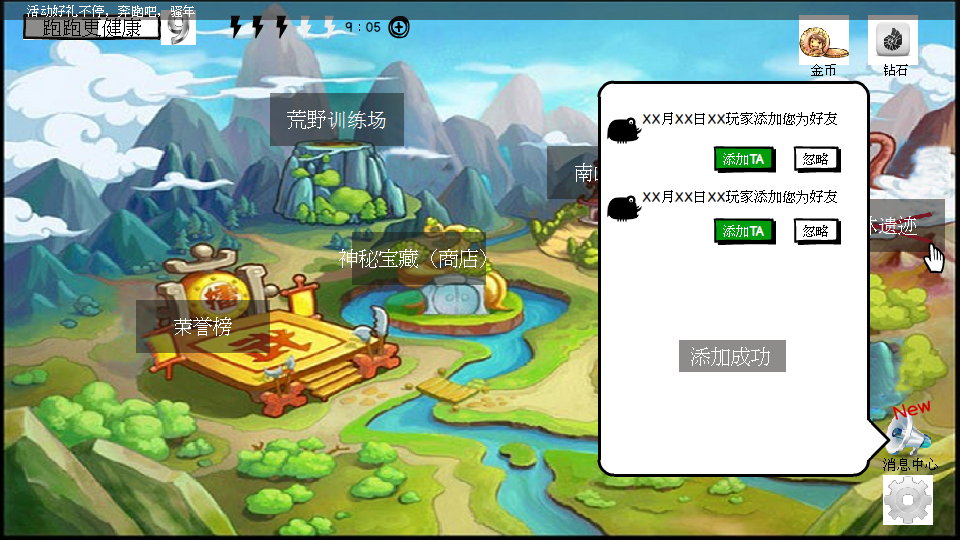 活动好礼不停，奔跑吧，骚年
跑跑更健康
9
9：05
金币
钻石
荒野训练场
南
神秘宝藏（商店）
荣誉榜
遗迹
XX月XX日XX玩家添加您为好友
添加TA
忽略
XX月XX日XX玩家添加您为好友
添加TA
忽略
添加成功
New
消息中心